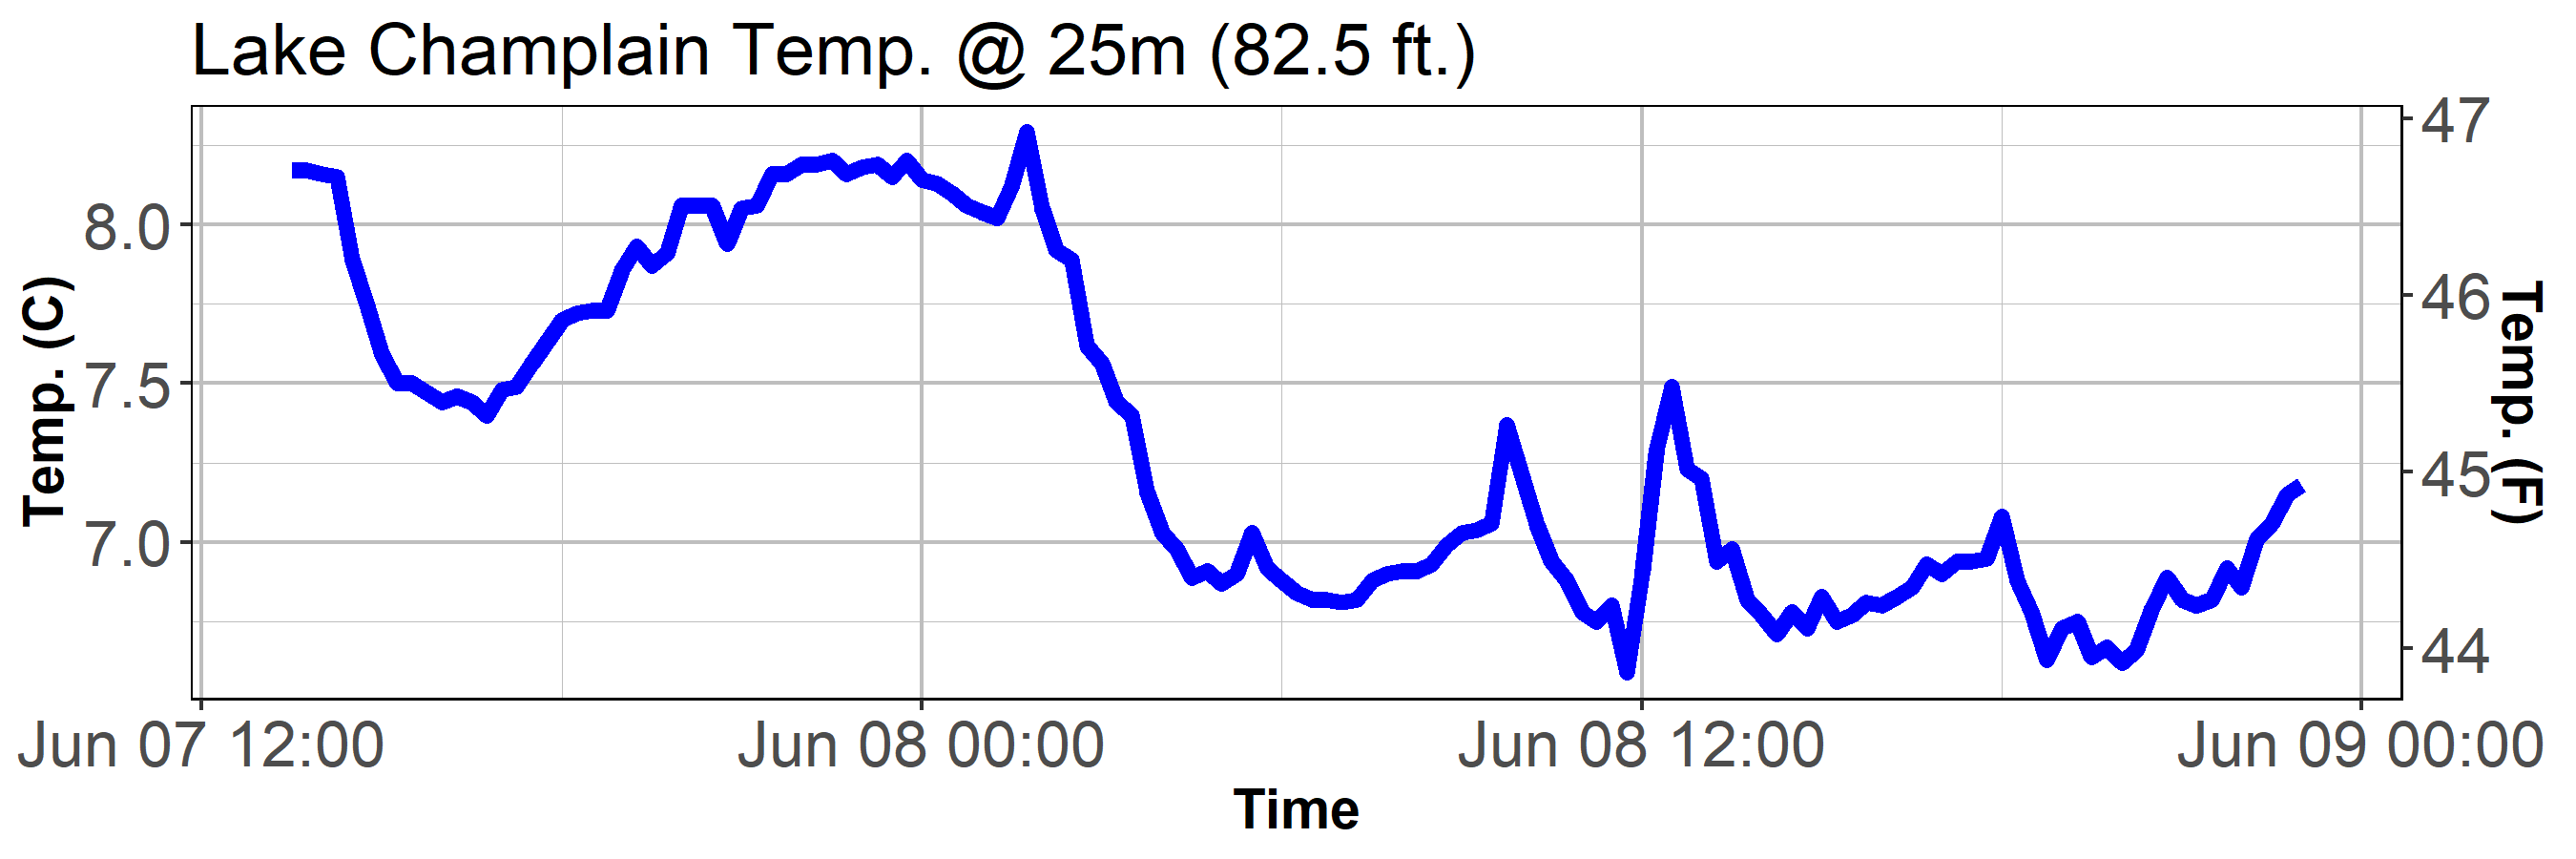 Lake Champlain Temp. @ 25m (82.5 ft.)
Temp. (C)
8.0
7.5
7.0
47
46
45
44
Temp. (F)
Jun 07 12:00 Jun 08 00:00 Jun 08 12:00 Jun 09 00:00
Time